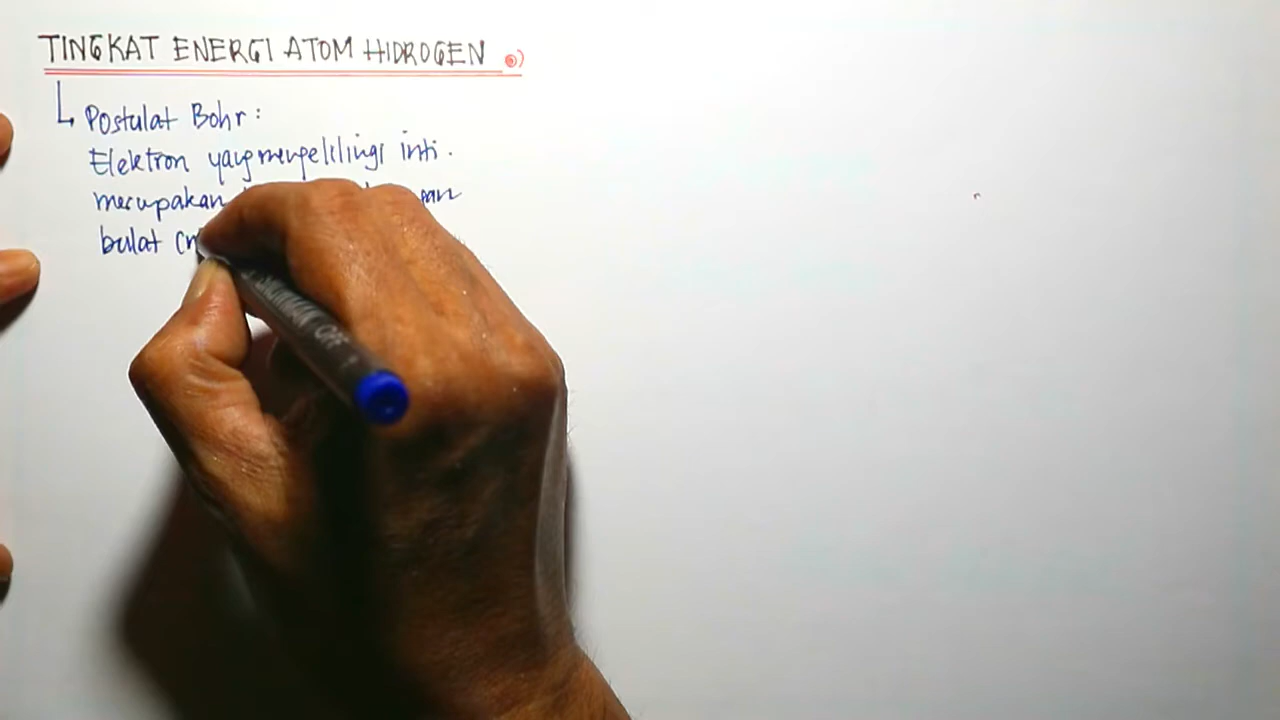 TINGKAT ENERGI ATOM HIDROGEN
Postulat Bohr :
Elektron yang mengelilingi inti .
merupakan
bulat (n